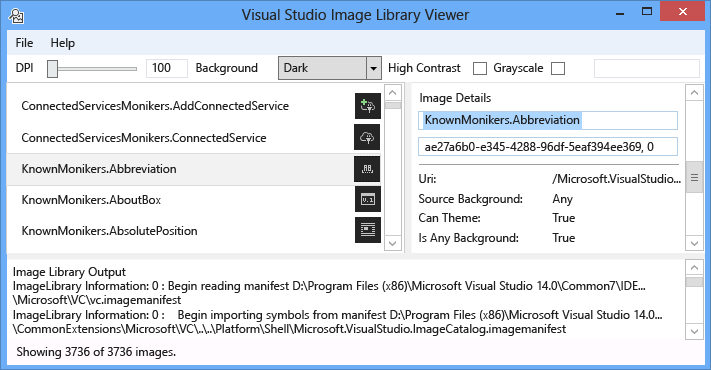 Visual Studio Image Library Viewer
File Help
DPI 100 Background Dark High Contrast Grayscale
ConnectedServicesMonikers.AddConnectedService
ConnectedServicesMonikers.ConnectedService
KnownMonikers.Abbreviation
KnownMonikers.AboutBox
KnownMonikers.AbsolutePosition
Image Details
KnownMonikers.Abbreviation
ae27a6b0-e345-4288-96df-5eaf394ee369, 0
Uri: /Microsoft.VisualStudio...
Source Background: Any
Can Theme: True
Is Any Background: True
Image Library Output
ImageLibrary Information: 0 : Begin reading manifest D:\Program Files (x86)\Microsoft Visual Studio 14.0\Common7\IDE...
\Microsoft\VC\vc.imagemanifest
ImageLibrary Information: 0 : Begin importing symbols from manifest D:\Program Files (x86)\Microsoft Visual Studio 14.0...
\CommonExtensions\Microsoft\VC\..\..\Platform\Shell\Microsoft.VisualStudio.ImageCatalog.imagemanifest
Showing 3736 of 3736 images.